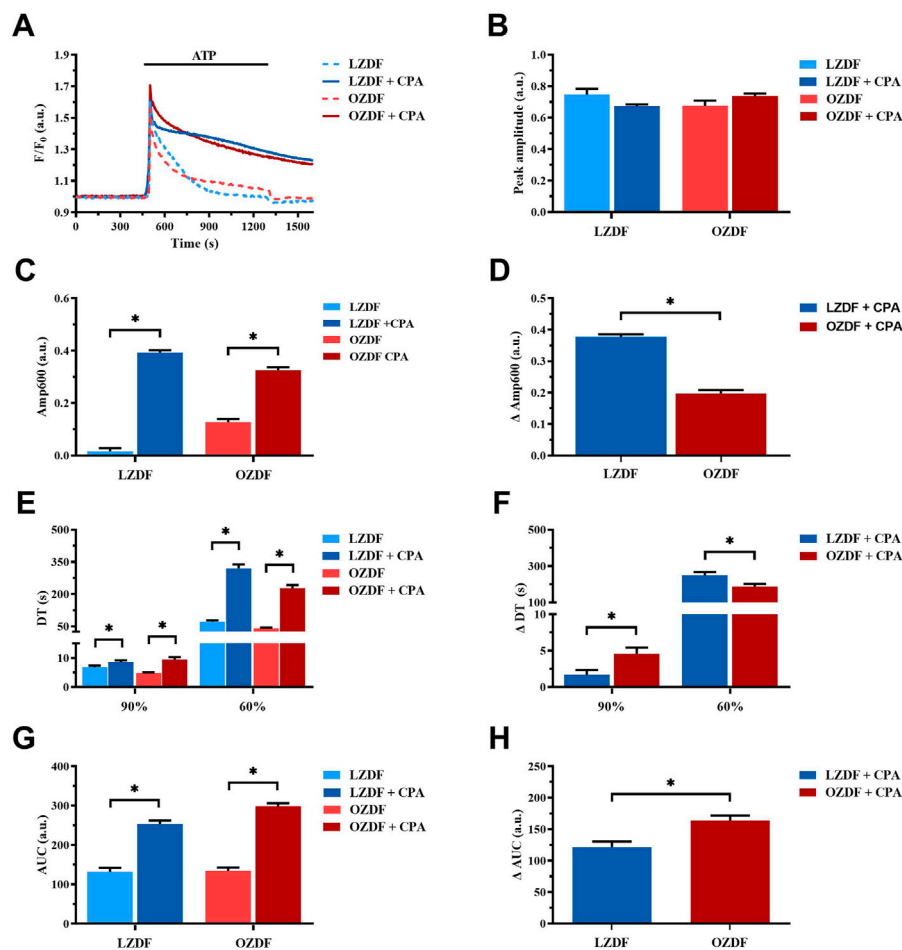 A
ATP
F/F0 (a.u.)
1.9
1.7
1.4
1.2
0.9
0
300
600
900
1200
1500
Time (s)
LZDF
LZDF + CPA
OZDF
OZDF + CPA
B
Peak amplitude (a.u.)
1.0
0.8
0.6
0.4
0.2
0.0
LZDF
OZDF
LZDF
LZDF + CPA
OZDF
OZDF + CPA
C
Amp600 (a.u.)
0.6
0.4
0.2
0.0
*
*
LZDF
OZDF
LZDF
LZDF +CPA
OZDF
OZDF CPA
D
Δ Amp600 (a.u.)
0.5
0.4
0.3
0.2
0.1
0.0
*
LZDF
OZDF
LZDF + CPA
OZDF + CPA
E
DT (s)
500
350
200
50
10
5
0
*
*
*
*
90%
60%
LZDF
LZDF + CPA
OZDF
OZDF + CPA
F
Δ DT (s)
500
300
100
10
5
0
*
*
90%
60%
LZDF + CPA
OZDF + CPA
G
AUC (a.u.)
400
300
200
100
0
*
*
LZDF
OZDF
LZDF
LZDF + CPA
OZDF
OZDF + CPA
H
Δ AUC (a.u.)
250
200
150
100
50
0
*
LZDF
OZDF
LZDF + CPA
OZDF + CPA